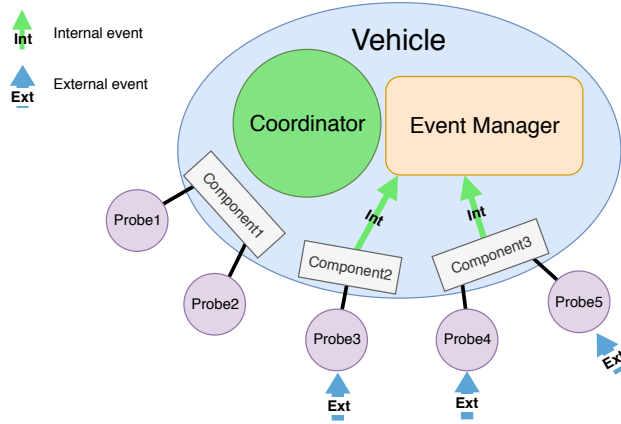 Int
Internal event
Ext
External event
Vehicle
Coordinator
Event Manager
Int
Int
Component1
Component2
Component3
Probe1
Probe2
Probe3
Probe4
Probe5
Ext
Ext
Ext